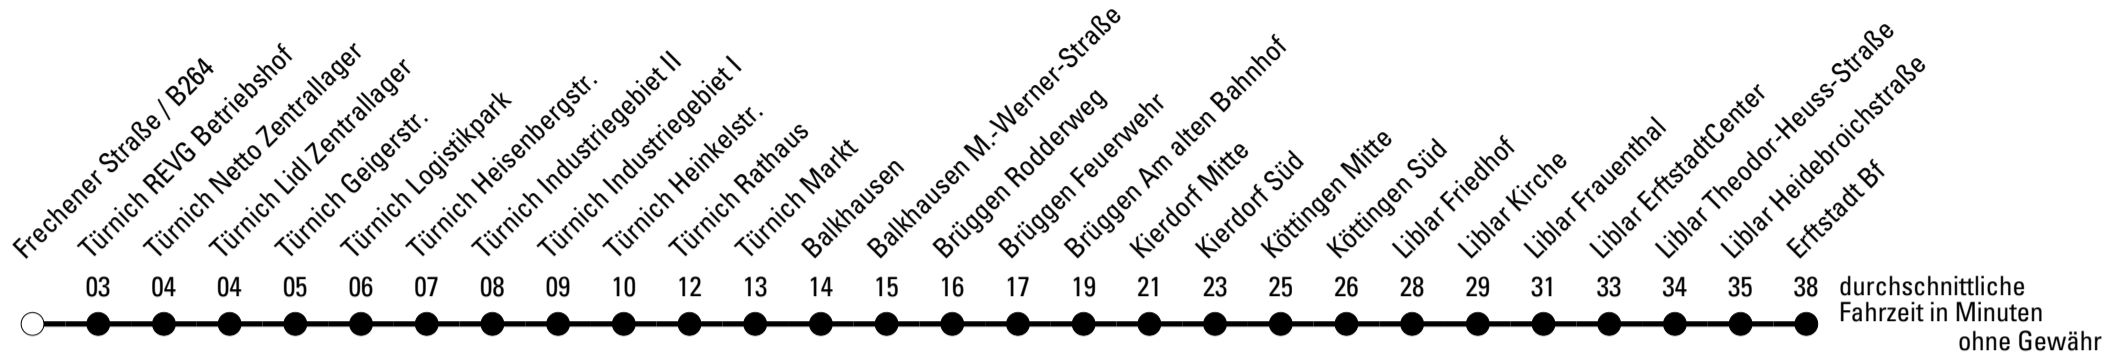 Frechener Straße / B264
Türnich REVG Betriebshof
Türnich Netto Zentrallager
Türnich Lidl Zentrallager
Türnich Geigerstr.
Türnich Logistikpark
Türnich Heisenbergstr.
Türnich Industriegebiet II
Türnich Industriegebiet I
Türnich Heinkelstr.
Türnich Rathaus
Türnich Markt
Balkhausen
Balkhausen M.-Werner-Straße
Brüggen Rodderweg
Brüggen Feuerwehr
Brüggen Am alten Bahnhof
Kierdorf Mitte
Kierdorf Süd
Köttingen Mitte
Köttingen Süd
Liblar Friedhof
Liblar Kirche
Liblar Frauenthal
Liblar ErftstadtCenter
Liblar Theodor-Heuss-Straße
Liblar Heidebroichstraße
Erftstadt Bf
03 04 04 05 06 07 08 09 10 12 13 14 15 16 17 19 21 23 25 26 28 29 31 33 34 35 38
durchschnittliche
Fahrzeit in Minuten
ohne Gewähr